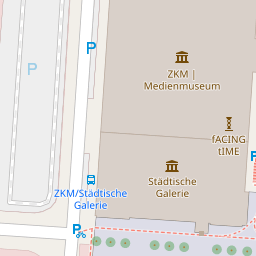 P
P
ZKM |
Medienmuseum
fACING
tIME
P
ZKM/Städtische
Galerie
Städtische
Galerie
P